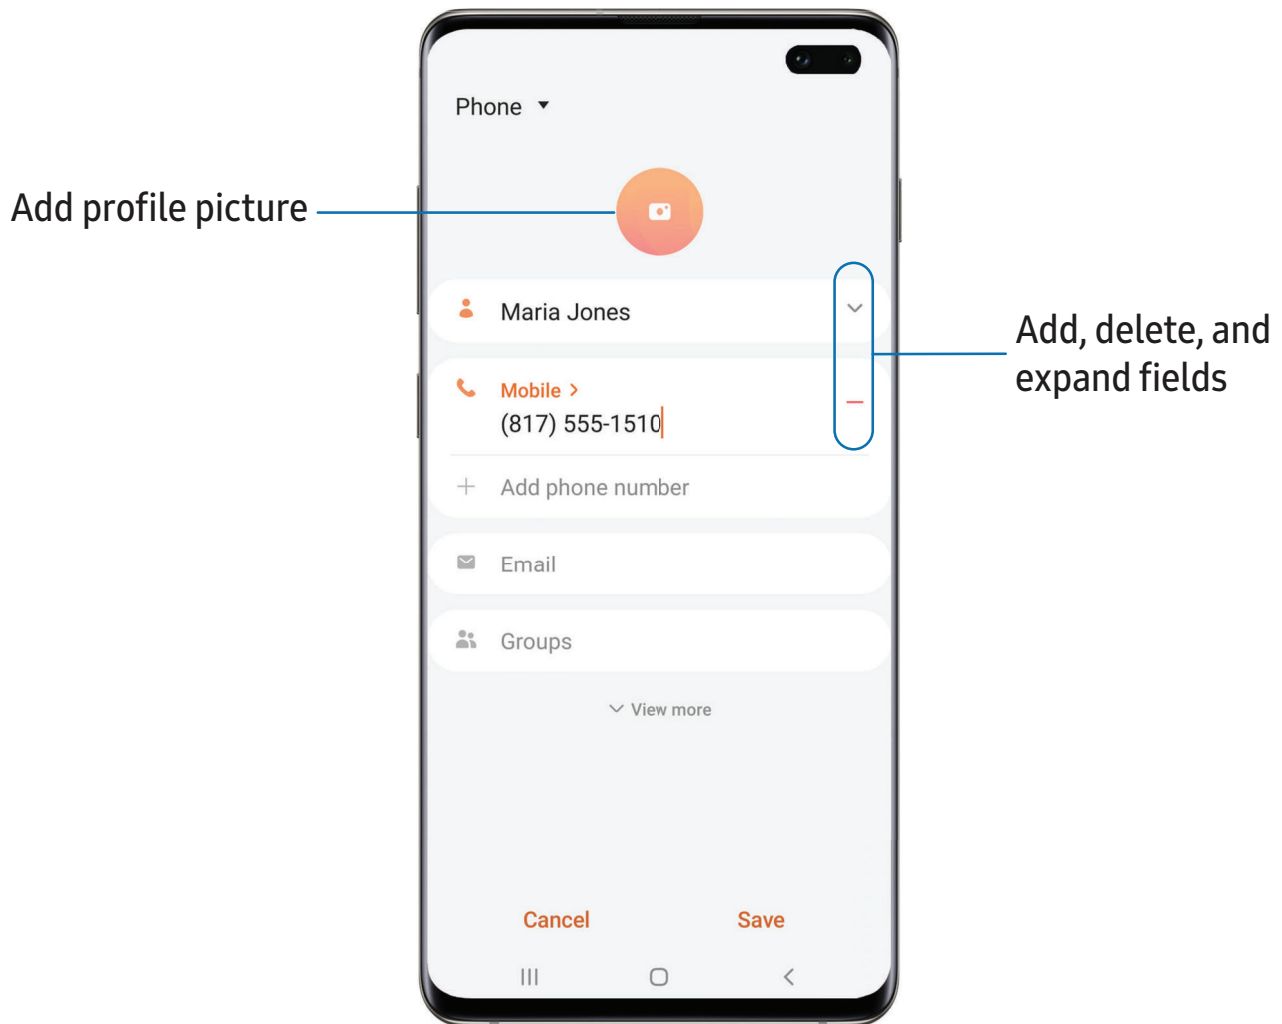 Phone
Add profile picture
Maria Jones
Add, delete, and
expand fields
Mobile >
(817) 555-1510
Add phone number
Email
Groups
View more
Cancel
Save